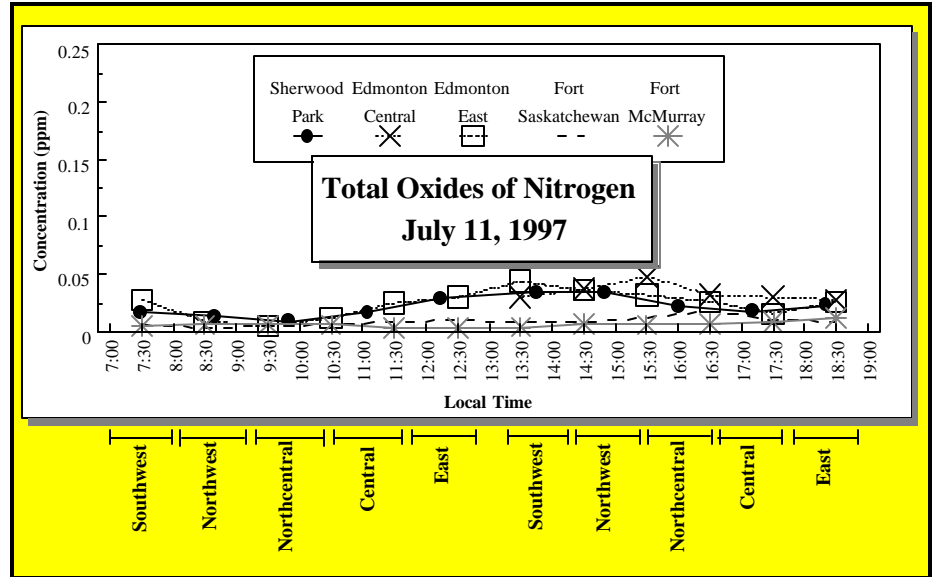 0.25
0.2
0.15
0.1
0.05
0
Concentration (ppm)
Sherwood Edmonton Edmonton Fort Fort
Park Central East Saskatchewan McMurray
Total Oxides of Nitrogen
July 11, 1997
7:00 7:30 8:00 8:30 9:00 9:30 10:00 10:30 11:00 11:30 12:00 12:30 13:00 13:30 14:00 14:30 15:00 15:30 16:00 16:30 17:00 17:30 18:00 18:30 19:00
Local Time
Southwest Northwest Northcentral Central East Southwest Northwest Northcentral Central East